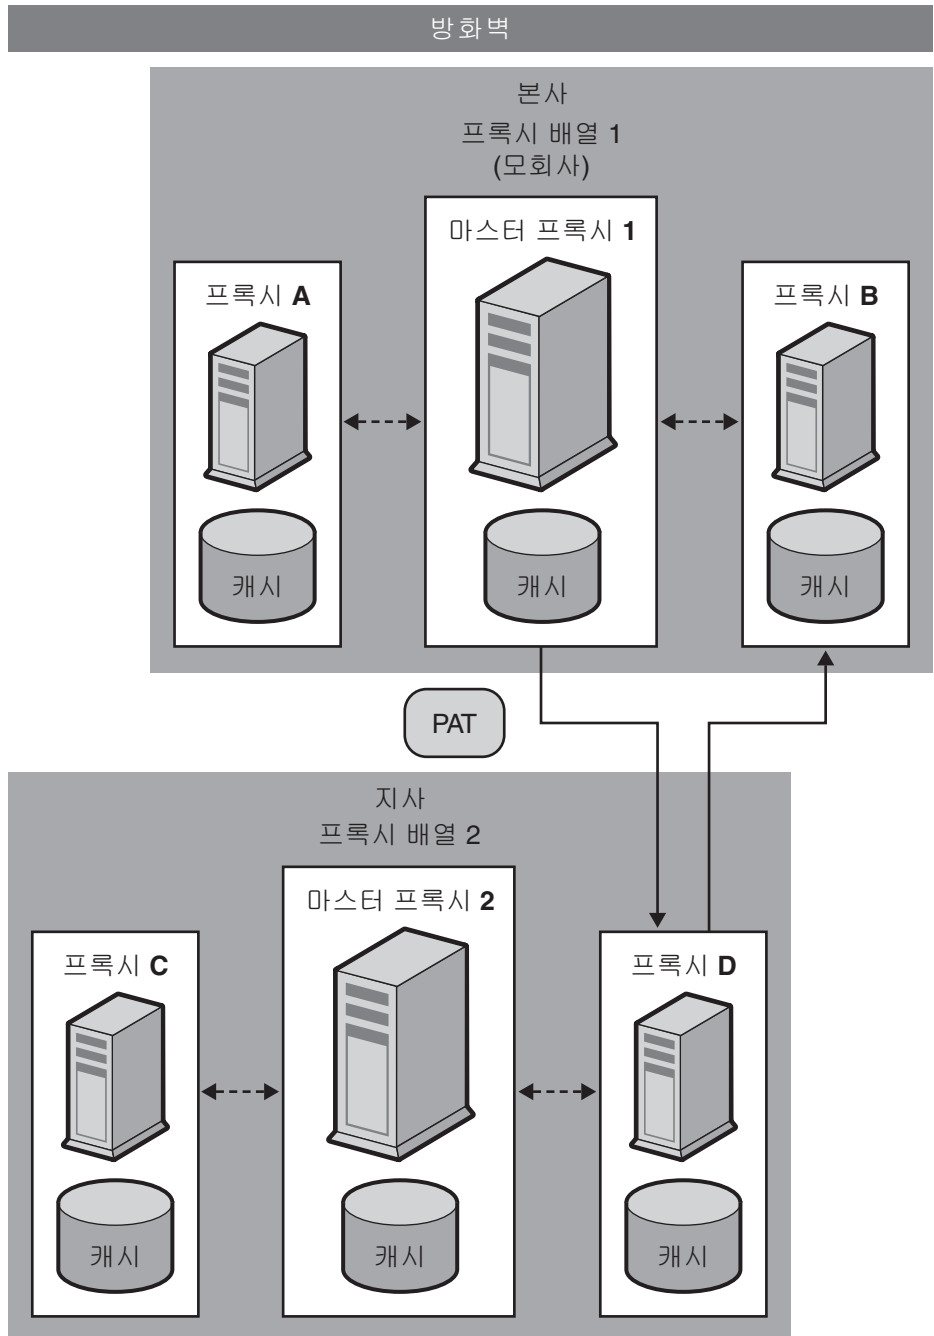 방화벽
본사
프록시 배열 1
(모회사)
마스터 프록시 1
프록시 A
프록시 B
캐시
캐시
캐시
PAT
지사
프록시 배열 2
마스터 프록시 2
프록시 C
프록시 D
캐시
캐시
캐시